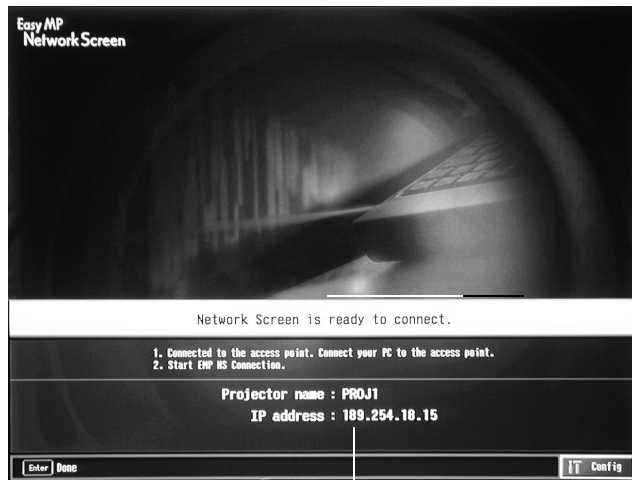 Easy MP
Network Screen
Network Screen is ready to connect.
1. Connected to the access point. Connect your PC to the access point.
2. Start EMP NS Connection.
Projector name : PROJ1
IP address : 189.254.18.15
Enter Done
Config